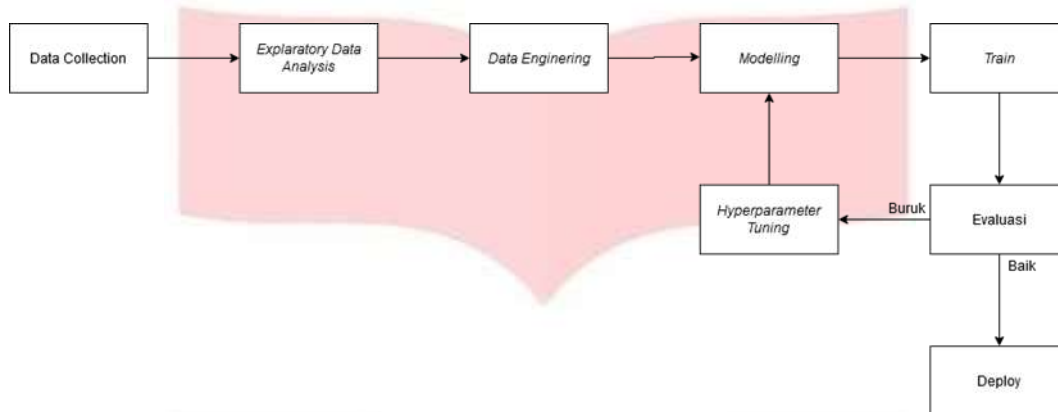 Data Collection
Explaratory Data
Analysis
Data Enginering
Modelling
Train
Hyperparameter
Tuning
Buruk
Evaluasi
Baik
Deploy